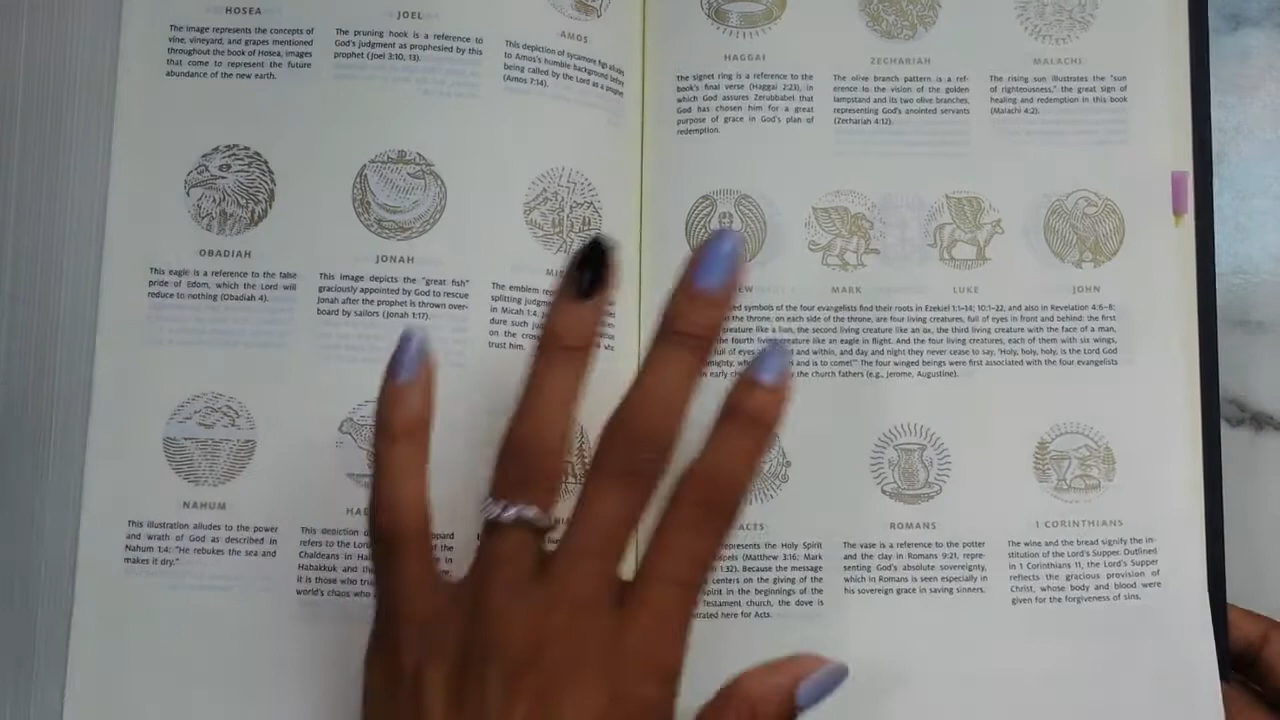 HOSEA
The image represents the concepts of
vine, vineyard, and grapes mentioned
throughout the book of Hosea, images
that come to represent the future
abundance of the new earth.
JOEL
The pruning hook is a reference to
God's judgment as prophesied by this
prophet (Joel 3:10, 13).
AMOS
This depiction of sycamore figs alludes
to Amos's humble background before
being called by the Lord as a prophet
(Amos 7:14).
OBADIAH
This eagle is a reference to the false
pride of Edom, which the Lord will
reduce to nothing (Obadiah 4).
JONAH
This image depicts the "great fish"
graciously appointed by God to rescue
Jonah after the prophet is thrown over-
board by sailors (Jonah 1:17).
The emblem
splitting
in Micah 1:4.
dure such
on the cross
trust him.
NAHUM
This illustration alludes to the power
and wrath of God as described in
Nahum 1:4: "He rebukes the sea and
makes it dry."
This depiction
refers to the
Chaldeans in
Habakkuk and
it is those who
world's chaos who
HAGGAI
the signet ring is a reference to the
book's final verse (Haggai 2:23), in
which God assures Zerubbabel that
God has chosen him for a great
purpose of grace in God's plan of
redemption.
ZECHARIAH
The olive branch pattern is a ref-
erence to the vision of the golden
lampstand and its two olive branches,
representing God's anointed servants
(Zechariah 4:12).
MALACHI
The rising sun illustrates the "sun
of righteousness," the great sign of
healing and redemption in this book
(Malachi 4:2).
MARK
LUKE
JOHN
symbols of the four evangelists find their roots in Ezekiel 1:1–14; 10:1–22, and also in Revelation 4:6–8:
the throne, on each side of the throne, are four living creatures, full of eyes in front and behind: the first
creature like a lion, the second living creature like an ox, the third living creature with the face of a man,
the fourth living creature like an eagle in flight. And the four living creatures, each of them with six wings,
full of eyes and within, and day and night they never cease to say, 'Holy, holy, holy, is the Lord God
and is to come!'" The four winged beings were first associated with the four evangelists
early the church fathers (e.g., Jerome, Augustine).
ACTS
represents the Holy Spirit
(Matthew 3:16; Mark
1:32). Because the message
centers on the giving of the
in the beginnings of the
Testament church, the dove is
here for Acts.
ROMANS
The vase is a reference to the potter
and the clay in Romans 9:21, repre-
senting God's absolute sovereignty,
which in Romans is seen especially in
his sovereign grace in saving sinners.
1 CORINTHIANS
The wine and the bread signify the in-
stitution of the Lord's Supper. Outlined
in 1 Corinthians 11, the Lord's Supper
reflects the gracious provision of
Christ, whose body and blood were
given for the forgiveness of sins.